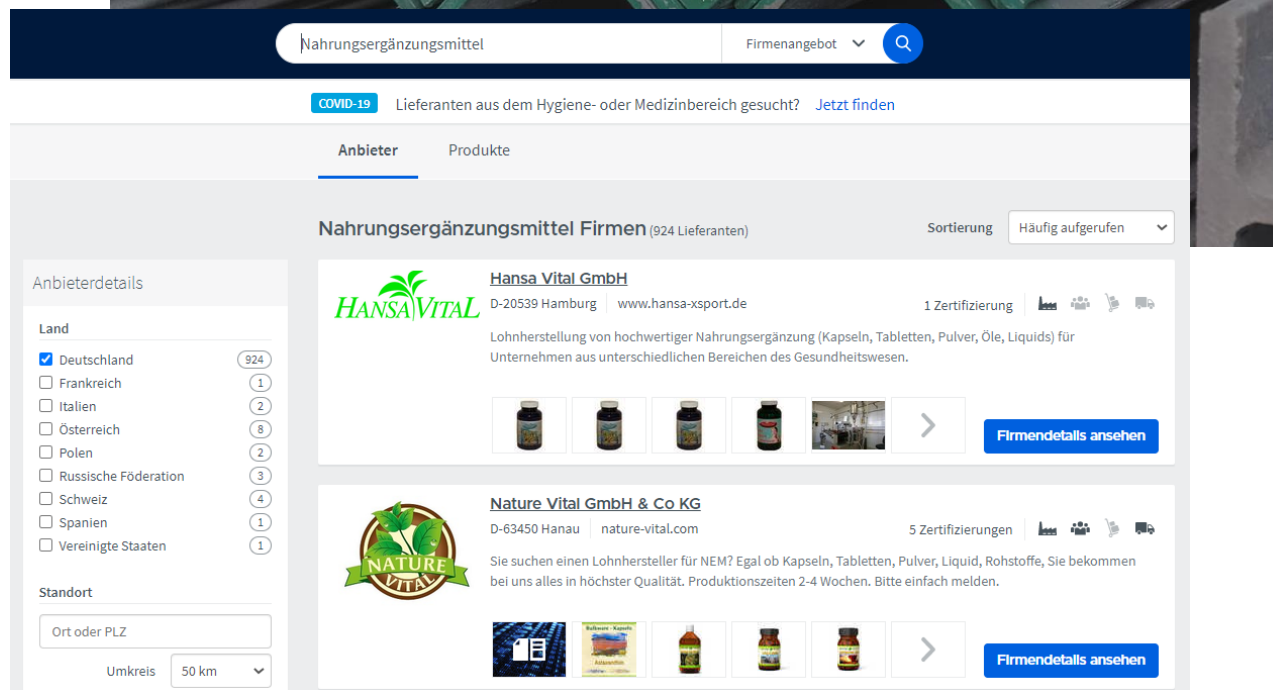 Nahrungsergänzungsmittel
Firmenangebot
COVID-19 Lieferanten aus dem Hygiene- oder Medizinbereich gesucht? Jetzt finden
Anbieter Produkte
Nahrungsergänzungsmittel Firmen (924 Lieferanten)
Sortierung Häufig aufgerufen
Anbieterdetails
Land
Deutschland 924
Frankreich 1
Italien 2
Österreich 8
Polen 2
Russische Föderation 3
Schweiz 4
Spanien 1
Vereinigte Staaten 1
Standort
Ort oder PLZ
Umkreis 50 km
HANSA VITAL
Hansa Vital GmbH
D-20539 Hamburg www.hansa-xsport.de
1 Zertifizierung
Lohnherstellung von hochwertiger Nahrungsergänzung (Kapseln, Tabletten, Pulver, Öle, Liquids) für
Unternehmen aus unterschiedlichen Bereichen des Gesundheitswesen.
Firmendetails ansehen
NATURE
VITAL
Nature Vital GmbH & Co KG
D-63450 Hanau nature-vital.com
5 Zertifizierungen
Sie suchen einen Lohnhersteller für NEM? Egal ob Kapseln, Tabletten, Pulver, Liquid, Rohstoffe, Sie bekommen
bei uns alles in höchster Qualität. Produktionszeiten 2-4 Wochen. Bitte einfach melden.
Firmendetails ansehen